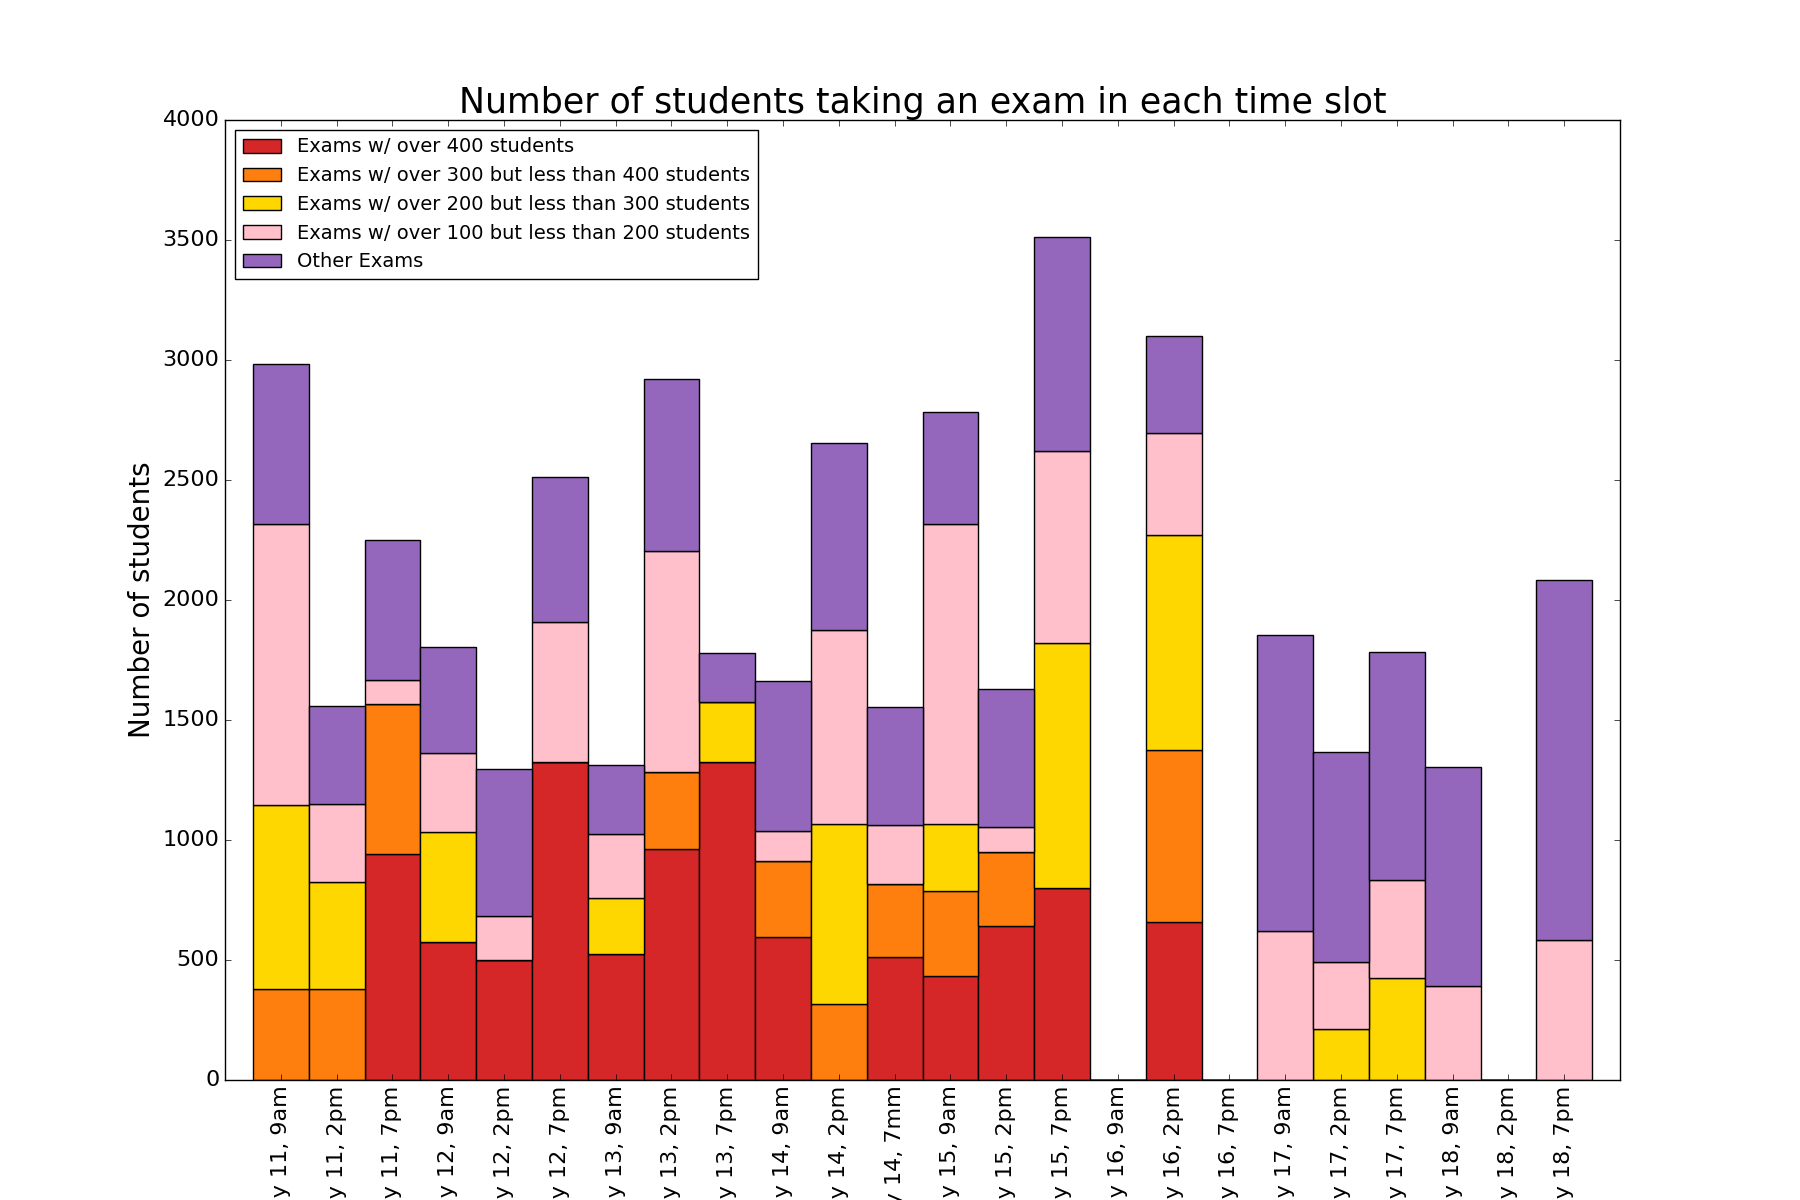 Number of students taking an exam in each time slot
Exams w/ over 400 students
Exams w/ over 300 but less than 400 students
Exams w/ over 200 but less than 300 students
Exams w/ over 100 but less than 200 students
Other Exams
Number of students
4000
3500
3000
2500
2000
1500
1000
500
0
y 11, 9am
y 11, 2pm
y 11, 7pm
y 12, 9am
y 12, 2pm
y 12, 7pm
y 13, 9am
y 13, 2pm
y 13, 7pm
y 14, 9am
y 14, 2pm
y 14, 7mm
y 15, 9am
y 15, 2pm
y 15, 7pm
y 16, 9am
y 16, 2pm
y 16, 7pm
y 17, 9am
y 17, 2pm
y 17, 7pm
y 18, 9am
y 18, 2pm
y 18, 7pm